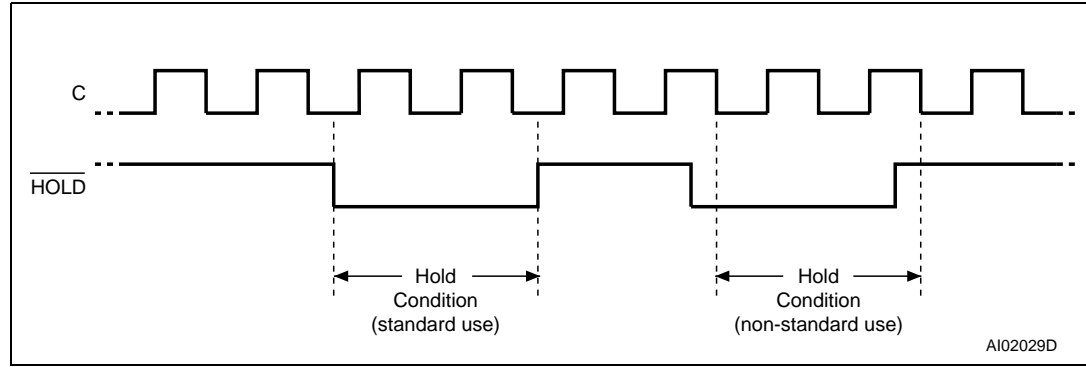 C
HOLD
Hold
Condition
(standard use)
Hold
Condition
(non-standard use)
AI02029D